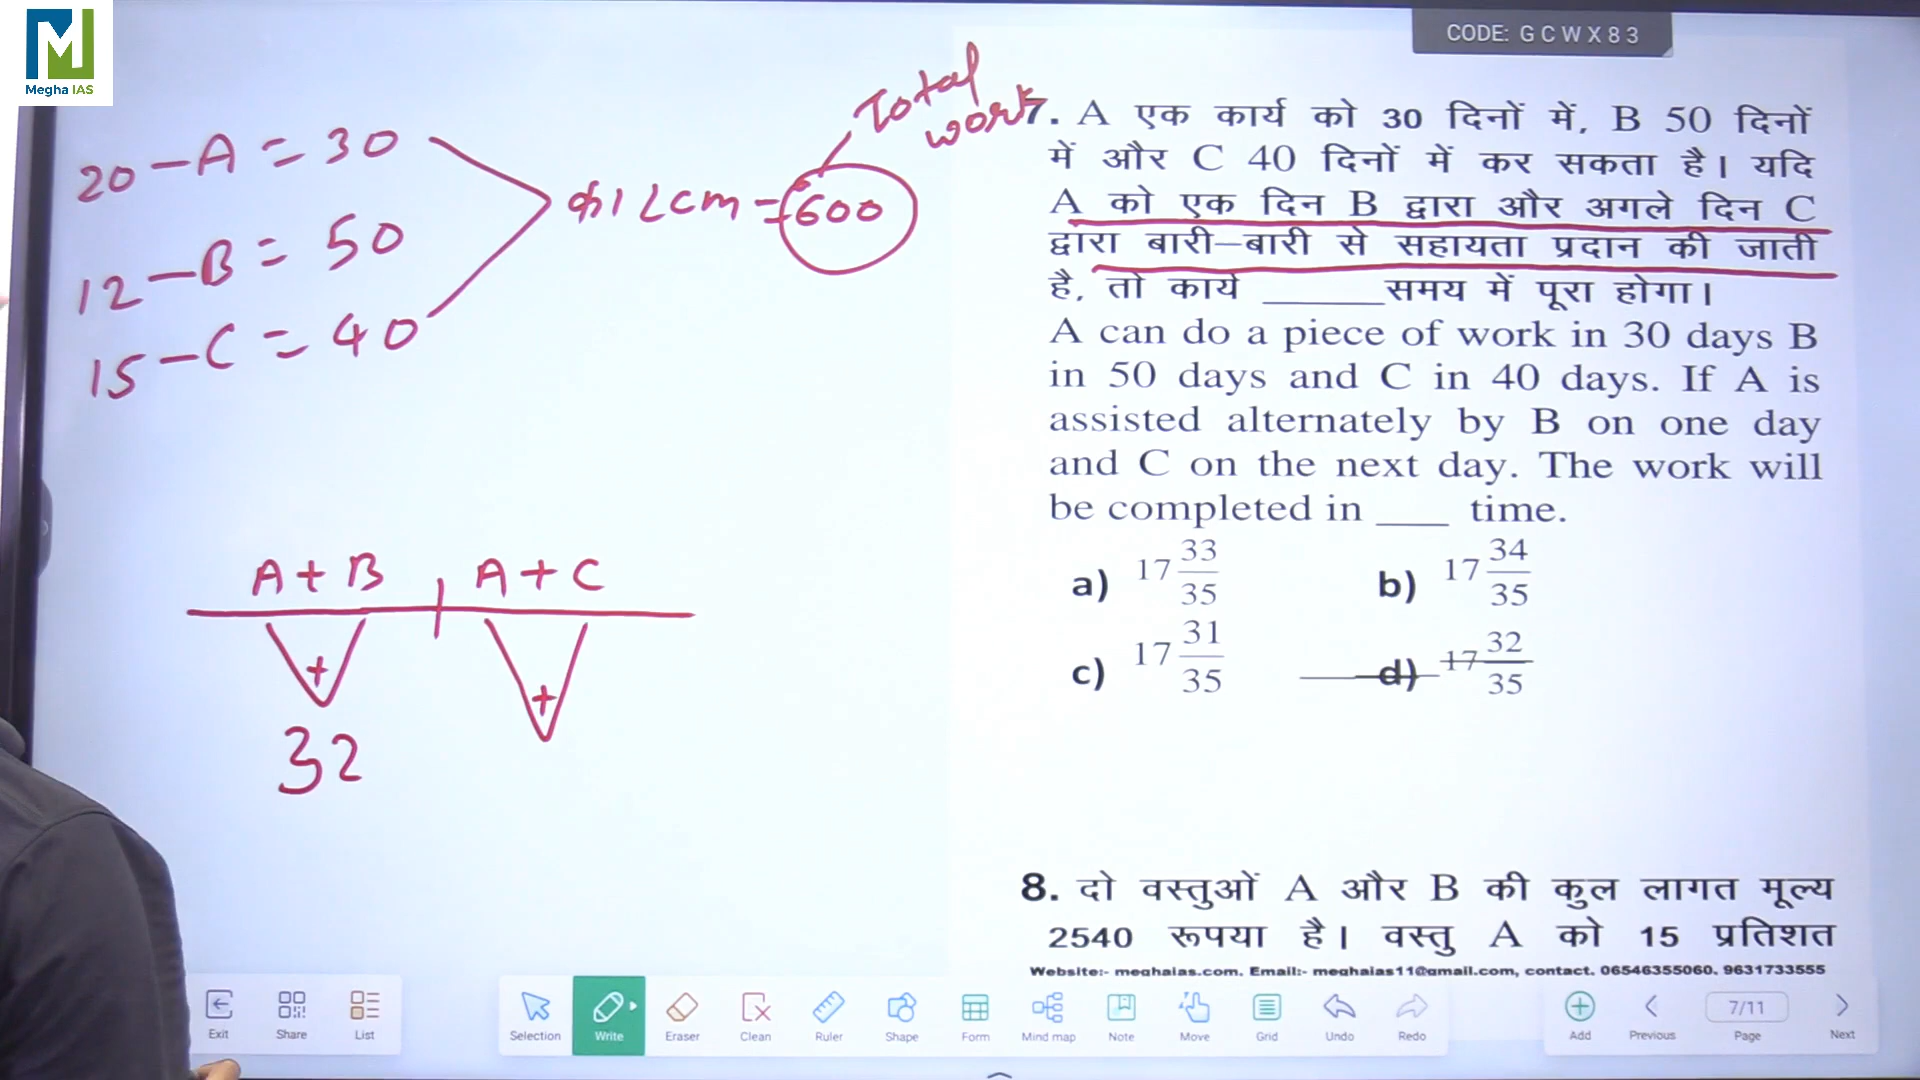 Megha IAS
CODE: G C W X 8 3
Total
work
20 - A = 30
12 - B = 50
15 - C = 40
LCM = 600
A + B , A + C
+ +
32
7. A एक कार्य को 30 दिनों में, B 50 दिनों
में और C 40 दिनों में कर सकता है। यदि
A को एक दिन B द्वारा और अगले दिन C
द्वारा बारी-बारी से सहायता प्रदान की जाती
है, तो कार्य ______समय में पूरा होगा।
A can do a piece of work in 30 days B
in 50 days and C in 40 days. If A is
assisted alternately by B on one day
and C on the next day. The work will
be completed in ____ time.
a) 17 33/35 b) 17 34/35
c) 17 31/35 d) 17 32/35
8. दो वस्तुओं A और B की कुल लागत मूल्य
2540 रूपया है। वस्तु A को 15 प्रतिशत
Website:- meghaias.com. Email:- meghaias11@gmail.com, contact. 06546355060. 9631733555
Exit Share List Selection Write Eraser Clean Ruler Shape Form Mind map Note Move Grid Undo Redo Add Previous 7/11 Page Next